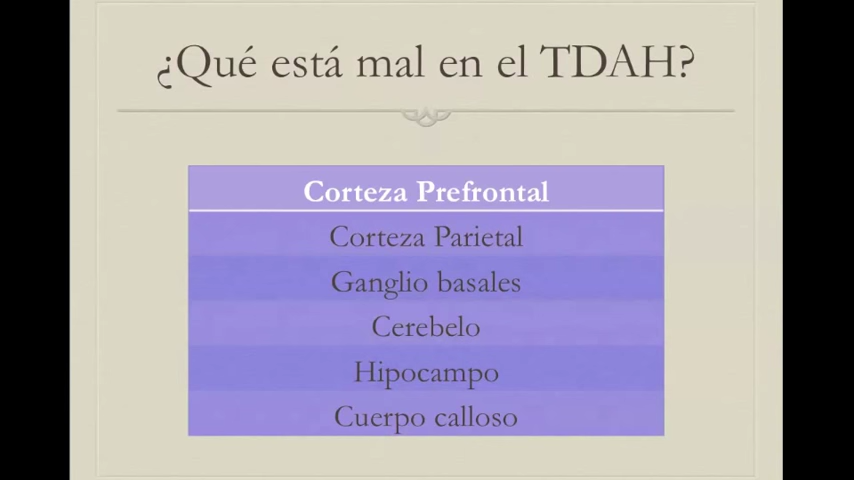 ¿Qué está mal en el TDAH?
Corteza Prefrontal
Corteza Parietal
Ganglio basales
Cerebelo
Hipocampo
Cuerpo calloso